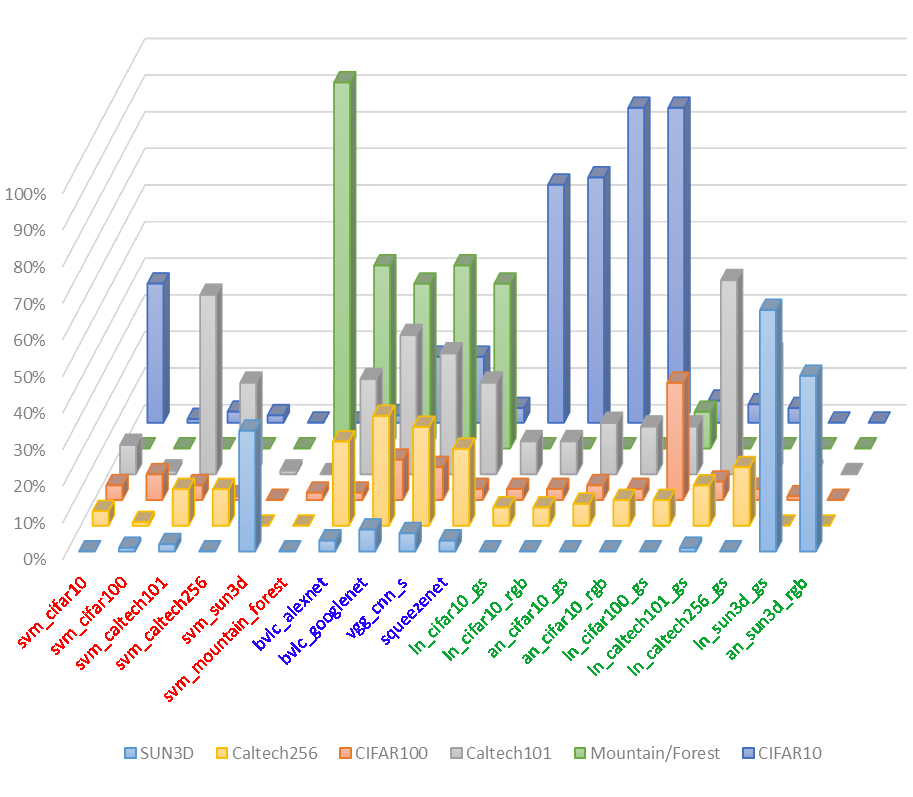 100%
90%
80%
70%
60%
50%
40%
30%
20%
10%
0%
svm_cifar10
svm_cifar100
svm_caltech101
svm_caltech256
svm_sun3d
svm_mountain_forest
bvlc_alexnet
bvlc_googlenet
vgg_cnn_s
squeezenet
ln_cifar10_gs
ln_cifar10_rgb
an_cifar10_gs
an_cifar10_rgb
ln_cifar100_gs
ln_caltech101_gs
ln_caltech256_gs
ln_sun3d_gs
an_sun3d_rgb
SUN3D Caltech256 CIFAR100 Caltech101 Mountain/Forest CIFAR10